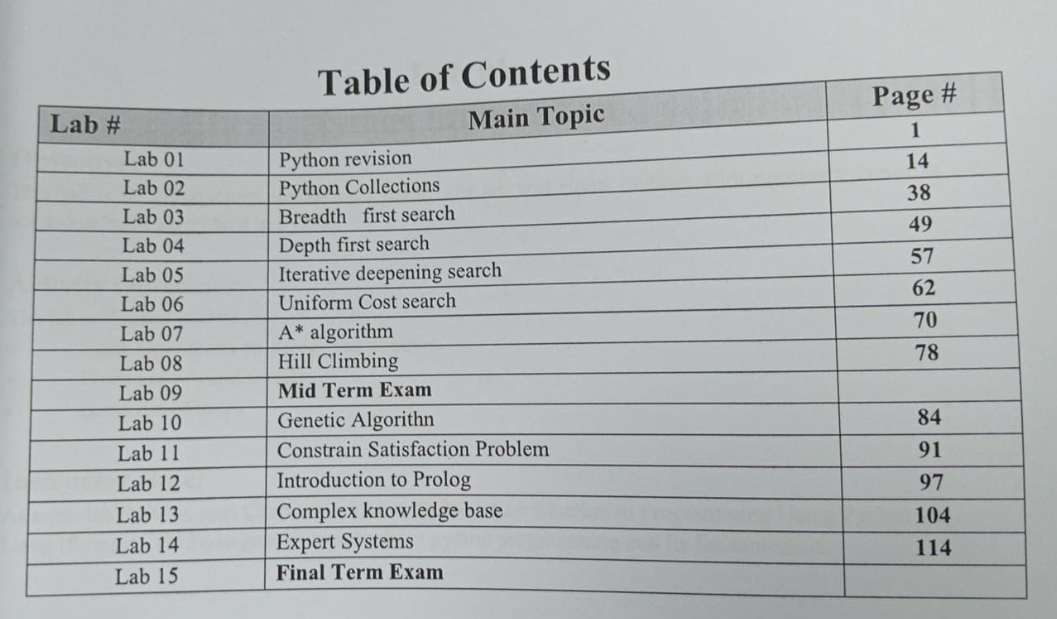 Table of Contents
Lab # Main Topic Page #
Lab 01 Python revision 1
Lab 02 Python Collections 14
Lab 03 Breadth first search 38
Lab 04 Depth first search 49
Lab 05 Iterative deepening search 57
Lab 06 Uniform Cost search 62
Lab 07 A* algorithm 70
Lab 08 Hill Climbing 78
Lab 09 Mid Term Exam
Lab 10 Genetic Algorithn 84
Lab 11 Constrain Satisfaction Problem 91
Lab 12 Introduction to Prolog 97
Lab 13 Complex knowledge base 104
Lab 14 Expert Systems 114
Lab 15 Final Term Exam